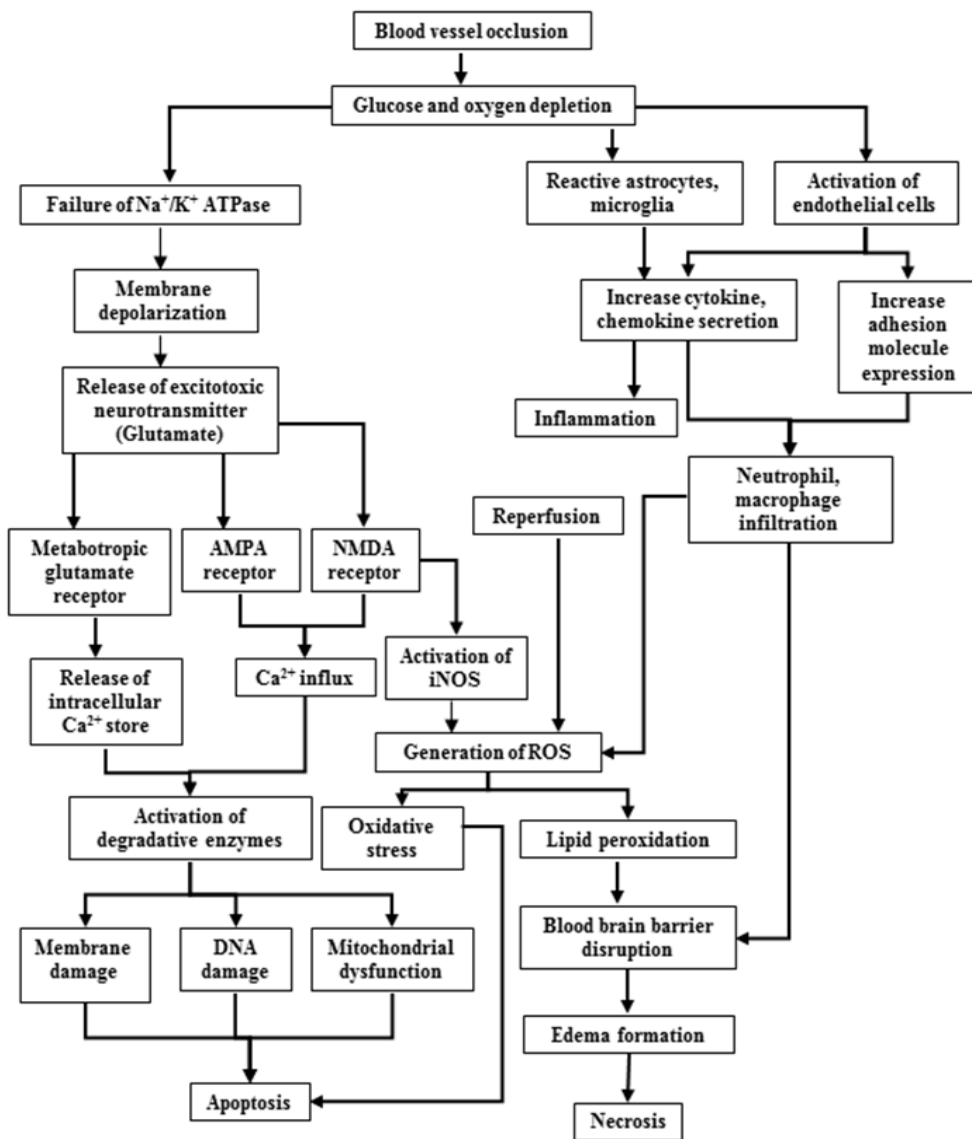 Blood vessel occlusion
Glucose and oxygen depletion
Failure of Na⁺/K⁺ ATPase
Reactive astrocytes,
microglia
Activation of
endothelial cells
Membrane
depolarization
Increase cytokine,
chemokine secretion
Increase
adhesion
molecule
expression
Release of excitotoxic
neurotransmitter
(Glutamate)
Inflammation
Neutrophil,
macrophage
infiltration
Reperfusion
Metabotropic
glutamate
receptor
AMPA
receptor
NMDA
receptor
Release of
intracellular
Ca²⁺ store
Ca²⁺ influx
Activation of
iNOS
Generation of ROS
Activation of
degradative enzymes
Oxidative
stress
Lipid peroxidation
Membrane
damage
DNA
damage
Mitochondrial
dysfunction
Blood brain barrier
disruption
Edema formation
Apoptosis
Necrosis